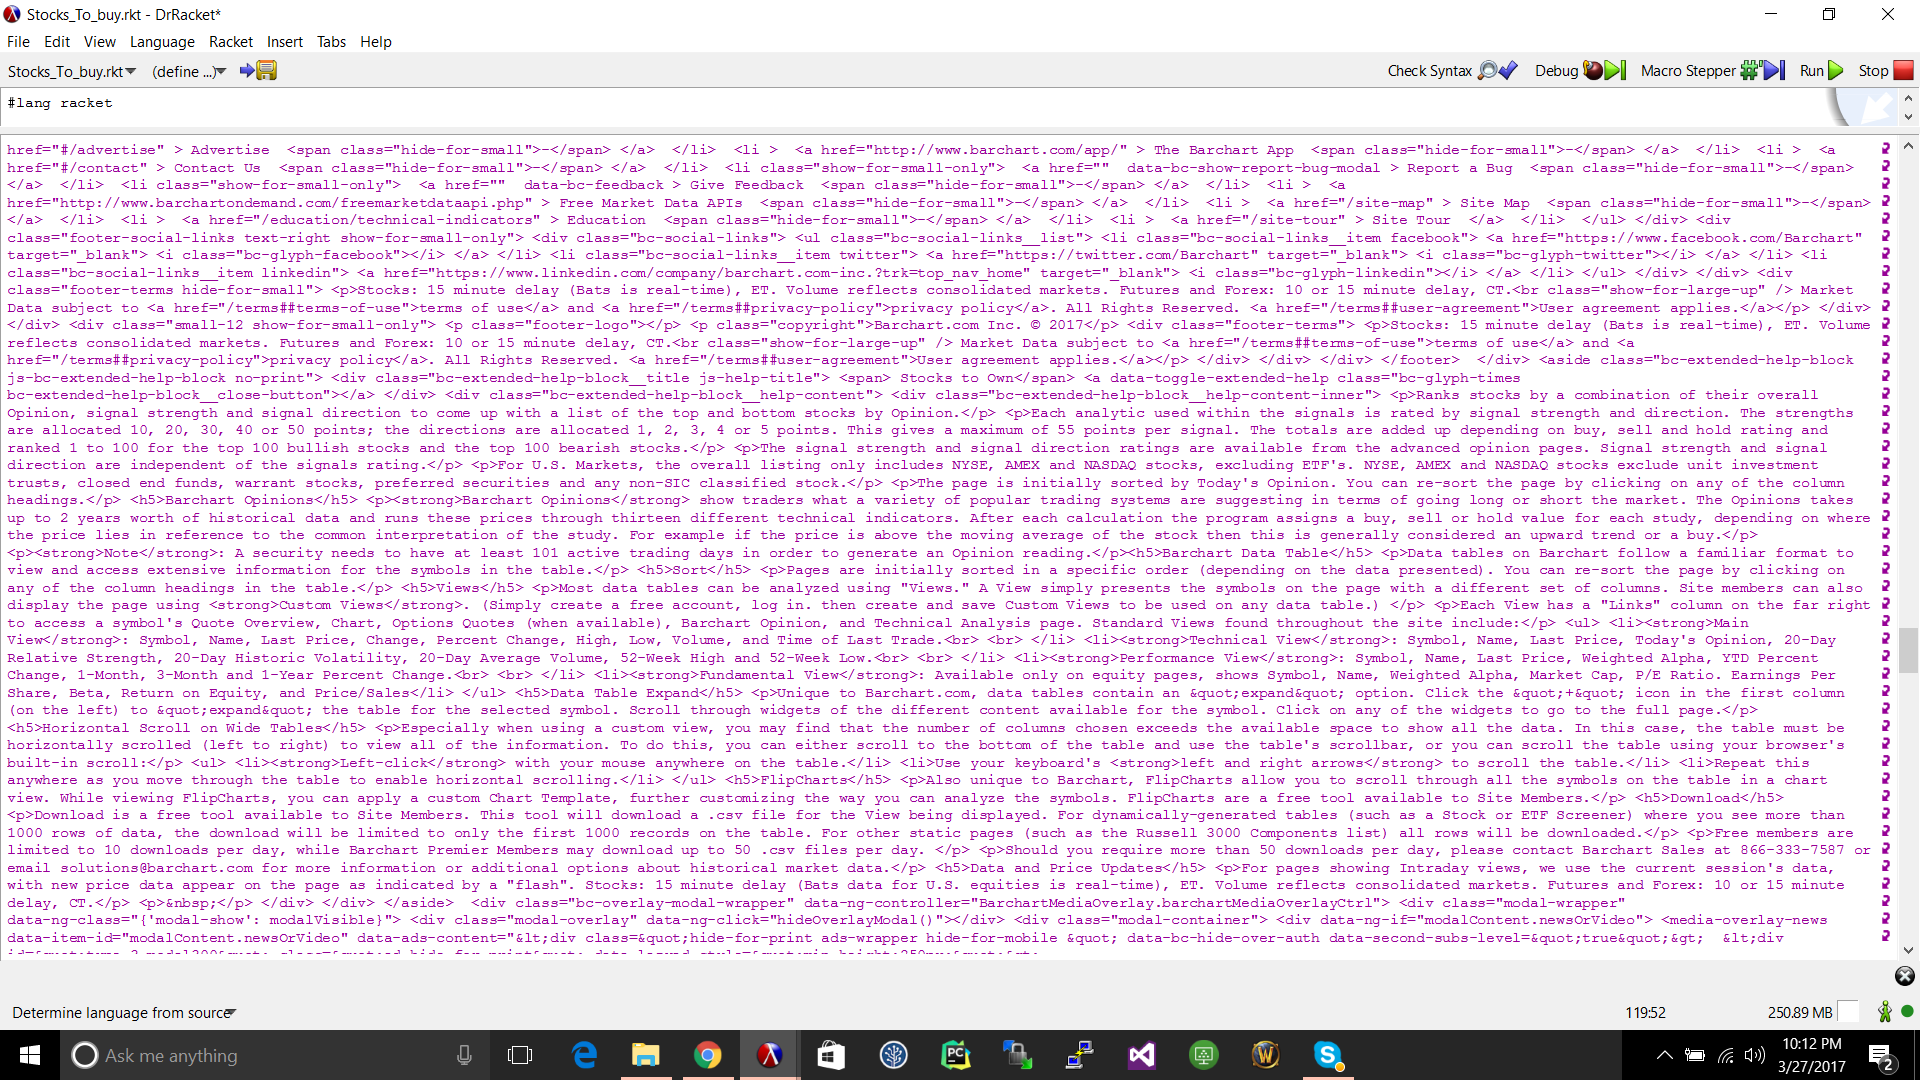 Stocks_To_buy.rkt - DrRacket*
File Edit View Language Racket Insert Tabs Help
Stocks_To_buy.rkt (define ...) Check Syntax Debug Macro Stepper Run Stop
#lang racket
href="#/advertise" > Advertise  <span class="hide-for-small">-</span> </a>  </li>  <li >  <a href="http://www.barchart.com/app/" > The Barchart App  <span class="hide-for-small">-</span> </a>  </li>  <li >  <a
href="#/contact" > Contact Us  <span class="hide-for-small">-</span> </a>  </li>  <li class="show-for-small-only">  <a href=""  data-bc-show-report-bug-modal > Report a Bug  <span class="hide-for-small">-</span>
</a>  </li>  <li class="show-for-small-only">  <a href=""  data-bc-feedback > Give Feedback  <span class="hide-for-small">-</span> </a>  </li>  <li >  <a
href="http://www.barchartondemand.com/freemarketdataapi.php" > Free Market Data APIs  <span class="hide-for-small">-</span> </a>  </li>  <li >  <a href="/site-map" > Site Map  <span class="hide-for-small">-</span>
</a>  </li>  <li >  <a href="/education/technical-indicators" > Education  <span class="hide-for-small">-</span> </a>  </li>  <li >  <a href="/site-tour" > Site Tour  </a>  </li>  </ul> </div> <div
class="footer-social-links text-right show-for-small-only"> <div class="bc-social-links"> <ul class="bc-social-links__list"> <li class="bc-social-links__item facebook"> <a href="https://www.facebook.com/Barchart"
target="_blank"> <i class="bc-glyph-facebook"></i> </a> </li> <li class="bc-social-links__item twitter"> <a href="https://twitter.com/Barchart" target="_blank"> <i class="bc-glyph-twitter"></i> </a> </li> <li
class="bc-social-links__item linkedin"> <a href="https://www.linkedin.com/company/barchart.com-inc.?trk=top_nav_home" target="_blank"> <i class="bc-glyph-linkedin"></i> </a> </li> </ul> </div> </div> <div
class="footer-terms hide-for-small"> <p>Stocks: 15 minute delay (Bats is real-time), ET. Volume reflects consolidated markets. Futures and Forex: 10 or 15 minute delay, CT.<br class="show-for-large-up" /> Market
Data subject to <a href="/terms##terms-of-use">terms of use</a> and <a href="/terms##privacy-policy">privacy policy</a>. All Rights Reserved. <a href="/terms##user-agreement">User agreement applies.</a></p> </div>
</div> <div class="small-12 show-for-small-only"> <p class="footer-logo"></p> <p class="copyright">Barchart.com Inc. © 2017</p> <div class="footer-terms"> <p>Stocks: 15 minute delay (Bats is real-time), ET. Volume
reflects consolidated markets. Futures and Forex: 10 or 15 minute delay, CT.<br class="show-for-large-up" /> Market Data subject to <a href="/terms##terms-of-use">terms of use</a> and <a
href="/terms##privacy-policy">privacy policy</a>. All Rights Reserved. <a href="/terms##user-agreement">User agreement applies.</a></p> </div> </div> </div> </footer>  </div> <aside class="bc-extended-help-block
js-bc-extended-help-block no-print"> <div class="bc-extended-help-block__title js-help-title"> <span> Stocks to Own</span> <a data-toggle-extended-help class="bc-glyph-times
bc-extended-help-block__close-button"></a> </div> <div class="bc-extended-help-block__help-content"> <div class="bc-extended-help-block__help-content-inner"> <p>Ranks stocks by a combination of their overall
Opinion, signal strength and signal direction to come up with a list of the top and bottom stocks by Opinion.</p> <p>Each analytic used within the signals is rated by signal strength and direction. The strengths
are allocated 10, 20, 30, 40 or 50 points; the directions are allocated 1, 2, 3, 4 or 5 points. This gives a maximum of 55 points per signal. The totals are added up depending on buy, sell and hold rating and
ranked 1 to 100 for the top 100 bullish stocks and the top 100 bearish stocks.</p> <p>The signal strength and signal direction ratings are available from the advanced opinion pages. Signal strength and signal
direction are independent of the signals rating.</p> <p>For U.S. Markets, the overall listing only includes NYSE, AMEX and NASDAQ stocks, excluding ETF's. NYSE, AMEX and NASDAQ stocks exclude unit investment
trusts, closed end funds, warrant stocks, preferred securities and any non-SIC classified stock.</p> <p>The page is initially sorted by Today's Opinion. You can re-sort the page by clicking on any of the column
headings.</p> <h5>Barchart Opinions</h5> <p><strong>Barchart Opinions</strong> show traders what a variety of popular trading systems are suggesting in terms of going long or short the market. The Opinions takes
up to 2 years worth of historical data and runs these prices through thirteen different technical indicators. After each calculation the program assigns a buy, sell or hold value for each study, depending on where
the price lies in reference to the common interpretation of the study. For example if the price is above the moving average of the stock then this is generally considered an upward trend or a buy.</p>
<p><strong>Note</strong>: A security needs to have at least 101 active trading days in order to generate an Opinion reading.</p><h5>Barchart Data Table</h5> <p>Data tables on Barchart follow a familiar format to
view and access extensive information for the symbols in the table.</p> <h5>Sort</h5> <p>Pages are initially sorted in a specific order (depending on the data presented). You can re-sort the page by clicking on
any of the column headings in the table.</p> <h5>Views</h5> <p>Most data tables can be analyzed using "Views." A View simply presents the symbols on the page with a different set of columns. Site members can also
display the page using <strong>Custom Views</strong>. (Simply create a free account, log in. then create and save Custom Views to be used on any data table.) </p> <p>Each View has a "Links" column on the far right
to access a symbol's Quote Overview, Chart, Options Quotes (when available), Barchart Opinion, and Technical Analysis page. Standard Views found throughout the site include:</p> <ul> <li><strong>Main
View</strong>: Symbol, Name, Last Price, Change, Percent Change, High, Low, Volume, and Time of Last Trade.<br> <br> </li> <li><strong>Technical View</strong>: Symbol, Name, Last Price, Today's Opinion, 20-Day
Relative Strength, 20-Day Historic Volatility, 20-Day Average Volume, 52-Week High and 52-Week Low.<br> <br> </li> <li><strong>Performance View</strong>: Symbol, Name, Last Price, Weighted Alpha, YTD Percent
Change, 1-Month, 3-Month and 1-Year Percent Change.<br> <br> </li> <li><strong>Fundamental View</strong>: Available only on equity pages, shows Symbol, Name, Weighted Alpha, Market Cap, P/E Ratio. Earnings Per
Share, Beta, Return on Equity, and Price/Sales</li> </ul> <h5>Data Table Expand</h5> <p>Unique to Barchart.com, data tables contain an &quot;expand&quot; option. Click the &quot;+&quot; icon in the first column
(on the left) to &quot;expand&quot; the table for the selected symbol. Scroll through widgets of the different content available for the symbol. Click on any of the widgets to go to the full page.</p>
<h5>Horizontal Scroll on Wide Tables</h5> <p>Especially when using a custom view, you may find that the number of columns chosen exceeds the available space to show all the data. In this case, the table must be
horizontally scrolled (left to right) to view all of the information. To do this, you can either scroll to the bottom of the table and use the table's scrollbar, or you can scroll the table using your browser's
built-in scroll:</p> <ul> <li><strong>Left-click</strong> with your mouse anywhere on the table.</li> <li>Use your keyboard's <strong>left and right arrows</strong> to scroll the table.</li> <li>Repeat this
anywhere as you move through the table to enable horizontal scrolling.</li> </ul> <h5>FlipCharts</h5> <p>Also unique to Barchart, FlipCharts allow you to scroll through all the symbols on the table in a chart
view. While viewing FlipCharts, you can apply a custom Chart Template, further customizing the way you can analyze the symbols. FlipCharts are a free tool available to Site Members.</p> <h5>Download</h5>
<p>Download is a free tool available to Site Members. This tool will download a .csv file for the View being displayed. For dynamically-generated tables (such as a Stock or ETF Screener) where you see more than
1000 rows of data, the download will be limited to only the first 1000 records on the table. For other static pages (such as the Russell 3000 Components list) all rows will be downloaded.</p> <p>Free members are
limited to 10 downloads per day, while Barchart Premier Members may download up to 50 .csv files per day. </p> <p>Should you require more than 50 downloads per day, please contact Barchart Sales at 866-333-7587 or
email solutions@barchart.com for more information or additional options about historical market data.</p> <h5>Data and Price Updates</h5> <p>For pages showing Intraday views, we use the current session's data,
with new price data appear on the page as indicated by a "flash". Stocks: 15 minute delay (Bats data for U.S. equities is real-time), ET. Volume reflects consolidated markets. Futures and Forex: 10 or 15 minute
delay, CT.</p> <p>&nbsp;</p> </div> </div> </aside>  <div class="bc-overlay-modal-wrapper" data-ng-controller="BarchartMediaOverlay.barchartMediaOverlayCtrl"> <div class="modal-wrapper"
data-ng-class="{'modal-show': modalVisible}"> <div class="modal-overlay" data-ng-click="hideOverlayModal()"></div> <div class="modal-container"> <div data-ng-if="modalContent.newsOrVideo"> <media-overlay-news
data-item-id="modalContent.newsOrVideo" data-ads-content="&lt;div class=&quot;hide-for-print ads-wrapper hide-for-mobile &quot; data-bc-hide-over-auth data-second-subs-level=&quot;true&quot;&gt;  &lt;div
Determine language from source 119:52 250.89 MB
Ask me anything
10:12 PM
3/27/2017
2